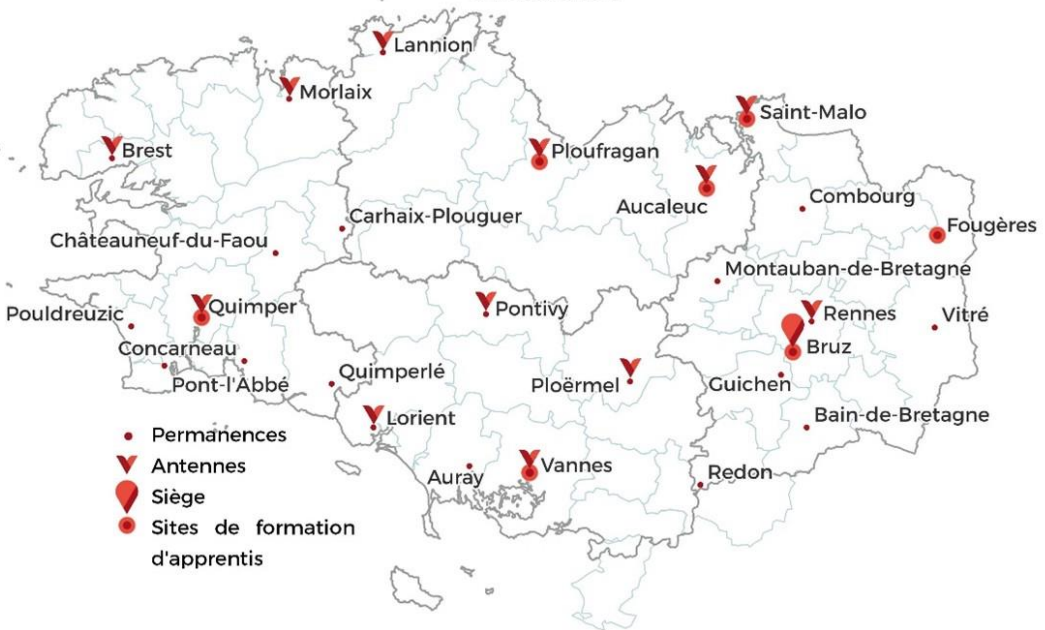 Lannion
Morlaix
Saint-Malo
Brest
Ploufragan
Aucaleuc
Combourg
Carhaix-Plouguer
Fougères
Châteauneuf-du-Faou
Montauban-de-Bretagne
Pouldreuzic
Quimper
Pontivy
Rennes
Vitré
Concarneau
Bruz
Pont-l'Abbé
Quimperlé
Ploërmel
Guichen
Lorient
Bain-de-Bretagne
Auray
Vannes
Redon
Permanences
Antennes
Siège
Sites de formation
d'apprentis